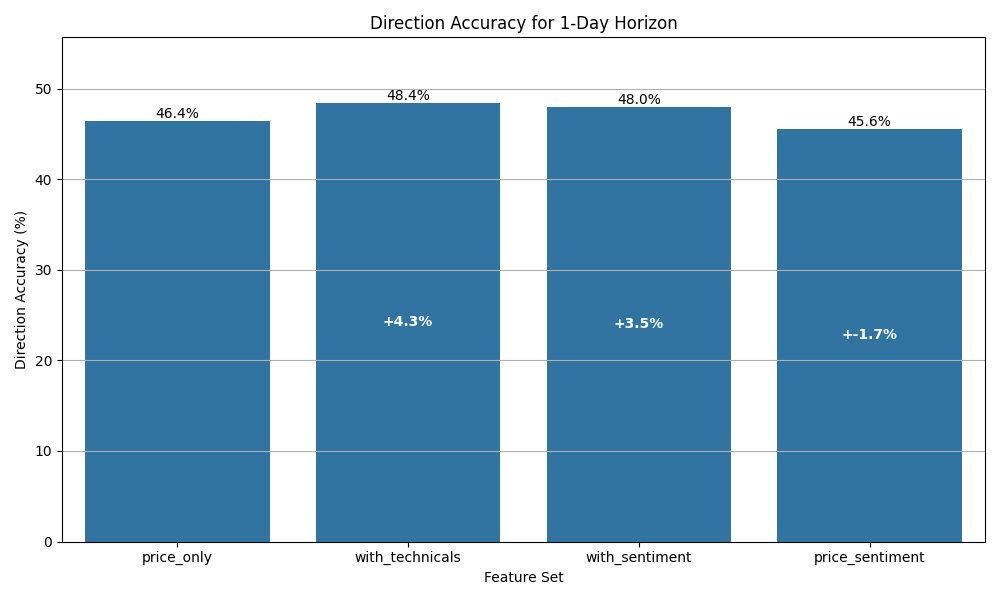 Direction Accuracy for 1-Day Horizon
Direction Accuracy (%)
50
40
30
20
10
0
46.4%
48.4%
48.0%
45.6%
+4.3%
+3.5%
+-1.7%
price_only
with_technicals
with_sentiment
price_sentiment
Feature Set